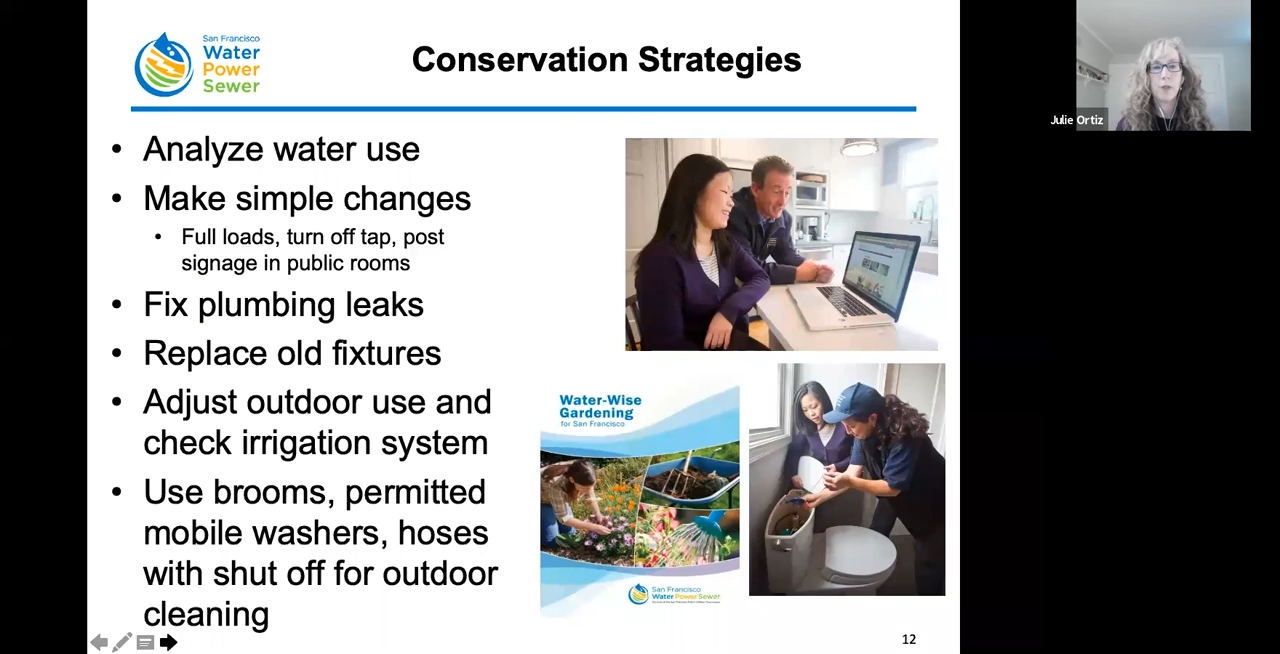 San Francisco
Water
Power
Sewer
Conservation Strategies
Julie Ortiz
• Analyze water use
• Make simple changes
• Full loads, turn off tap, post
signage in public rooms
• Fix plumbing leaks
• Replace old fixtures
• Adjust outdoor use and
check irrigation system
• Use brooms, permitted
mobile washers, hoses
with shut off for outdoor
cleaning
Water-Wise
Gardening
for San Francisco
San Francisco
Water Power Sewer
12